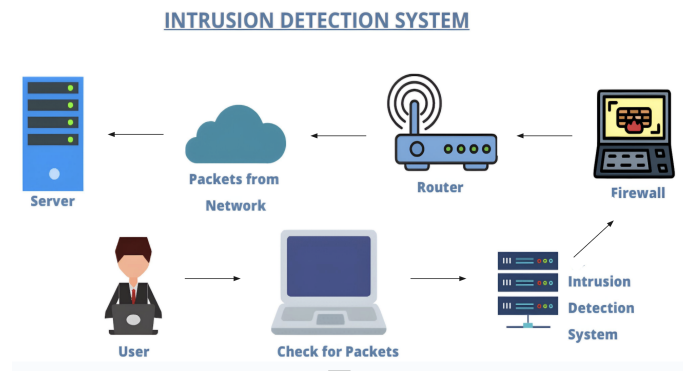 INTRUSION DETECTION SYSTEM
Server
Packets from
Network
Router
Firewall
User
Check for Packets
Intrusion
Detection
System